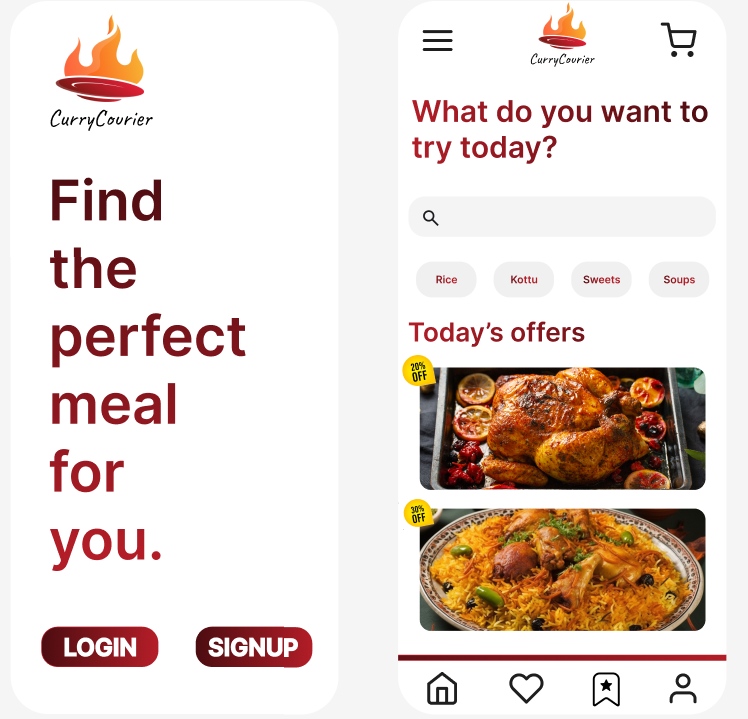 CurryCourier
Find
the
perfect
meal
for
you.
LOGIN SIGNUP
CurryCourier
What do you want to
try today?
Rice Kottu Sweets Soups
Today’s offers
20%
OFF
30%
OFF